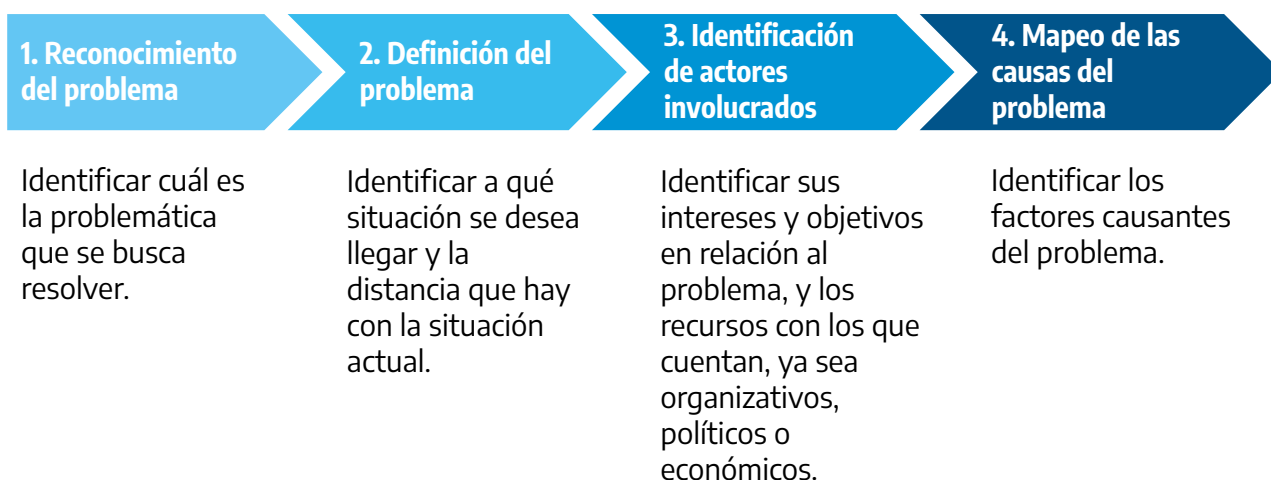 1. Reconocimiento
del problema
Identificar cuál es
la problemática
que se busca
resolver.
2. Definición del
problema
Identificar a qué
situación se desea
llegar y la
distancia que hay
con la situación
actual.
3. Identificación
de actores
involucrados
Identificar sus
intereses y objetivos
en relación al
problema, y los
recursos con los que
cuentan, ya sea
organizativos,
políticos o
económicos.
4. Mapeo de las
causas del
problema
Identificar los
factores causantes
del problema.